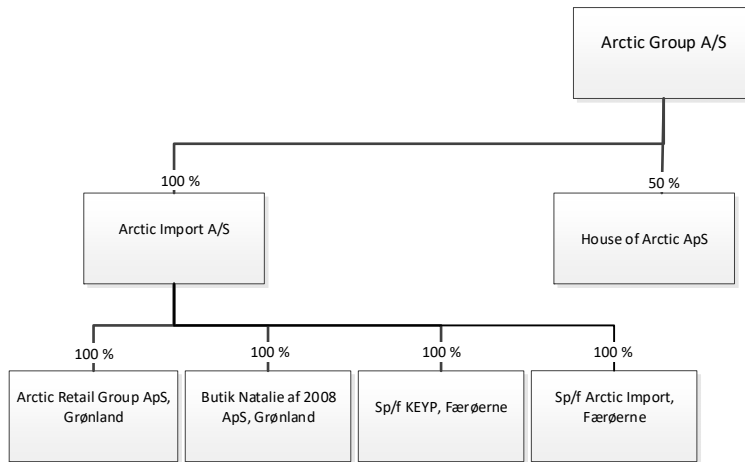 Arctic Group A/S
100 %
50 %
Arctic Import A/S
House of Arctic ApS
100 %
100 %
100 %
100 %
Arctic Retail Group ApS,
Grønland
Butik Natalie af 2008
ApS, Grønland
Sp/f KEYP, Færøerne
Sp/f Arctic Import,
Færøerne